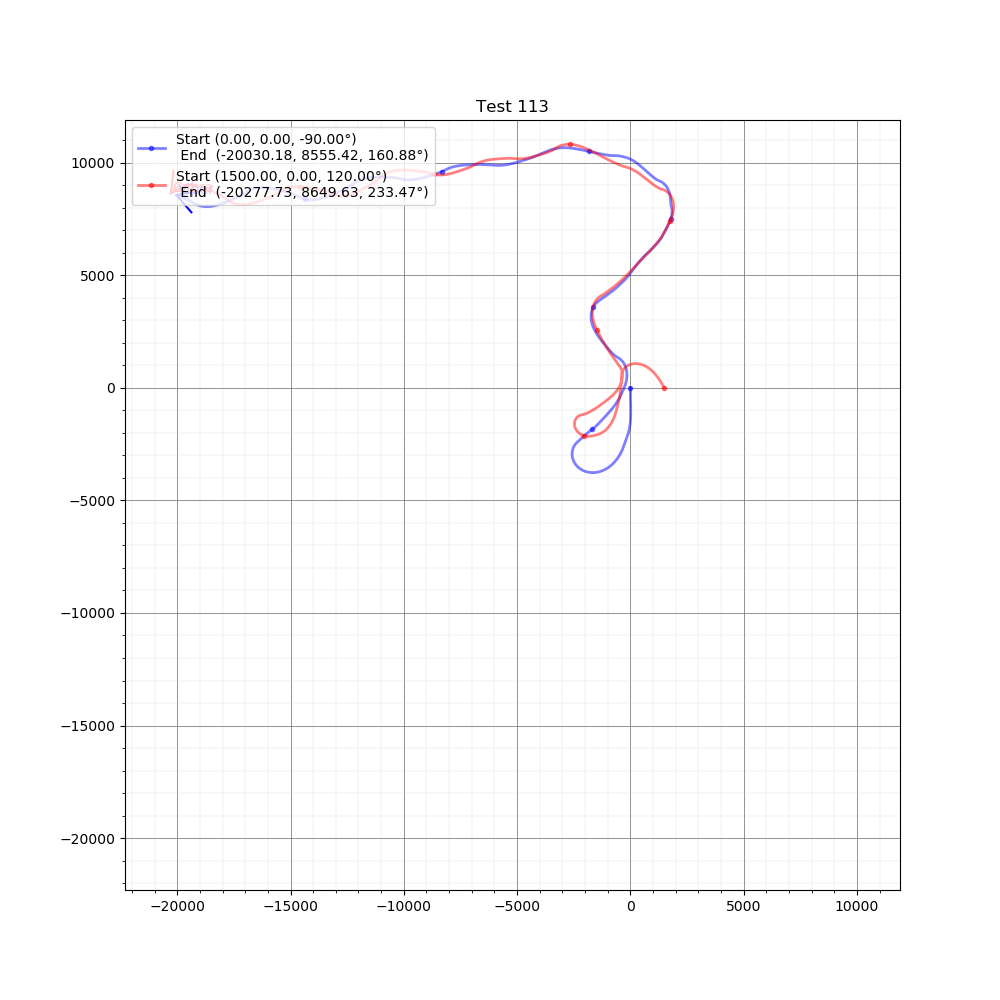 Test 113
Start (0.00, 0.00, -90.00°)
End (-20030.18, 8555.42, 160.88°)
Start (1500.00, 0.00, 120.00°)
End (-20277.73, 8649.63, 233.47°)
10000
5000
0
−5000
−10000
−15000
−20000
−20000 −15000 −10000 −5000 0 5000 10000